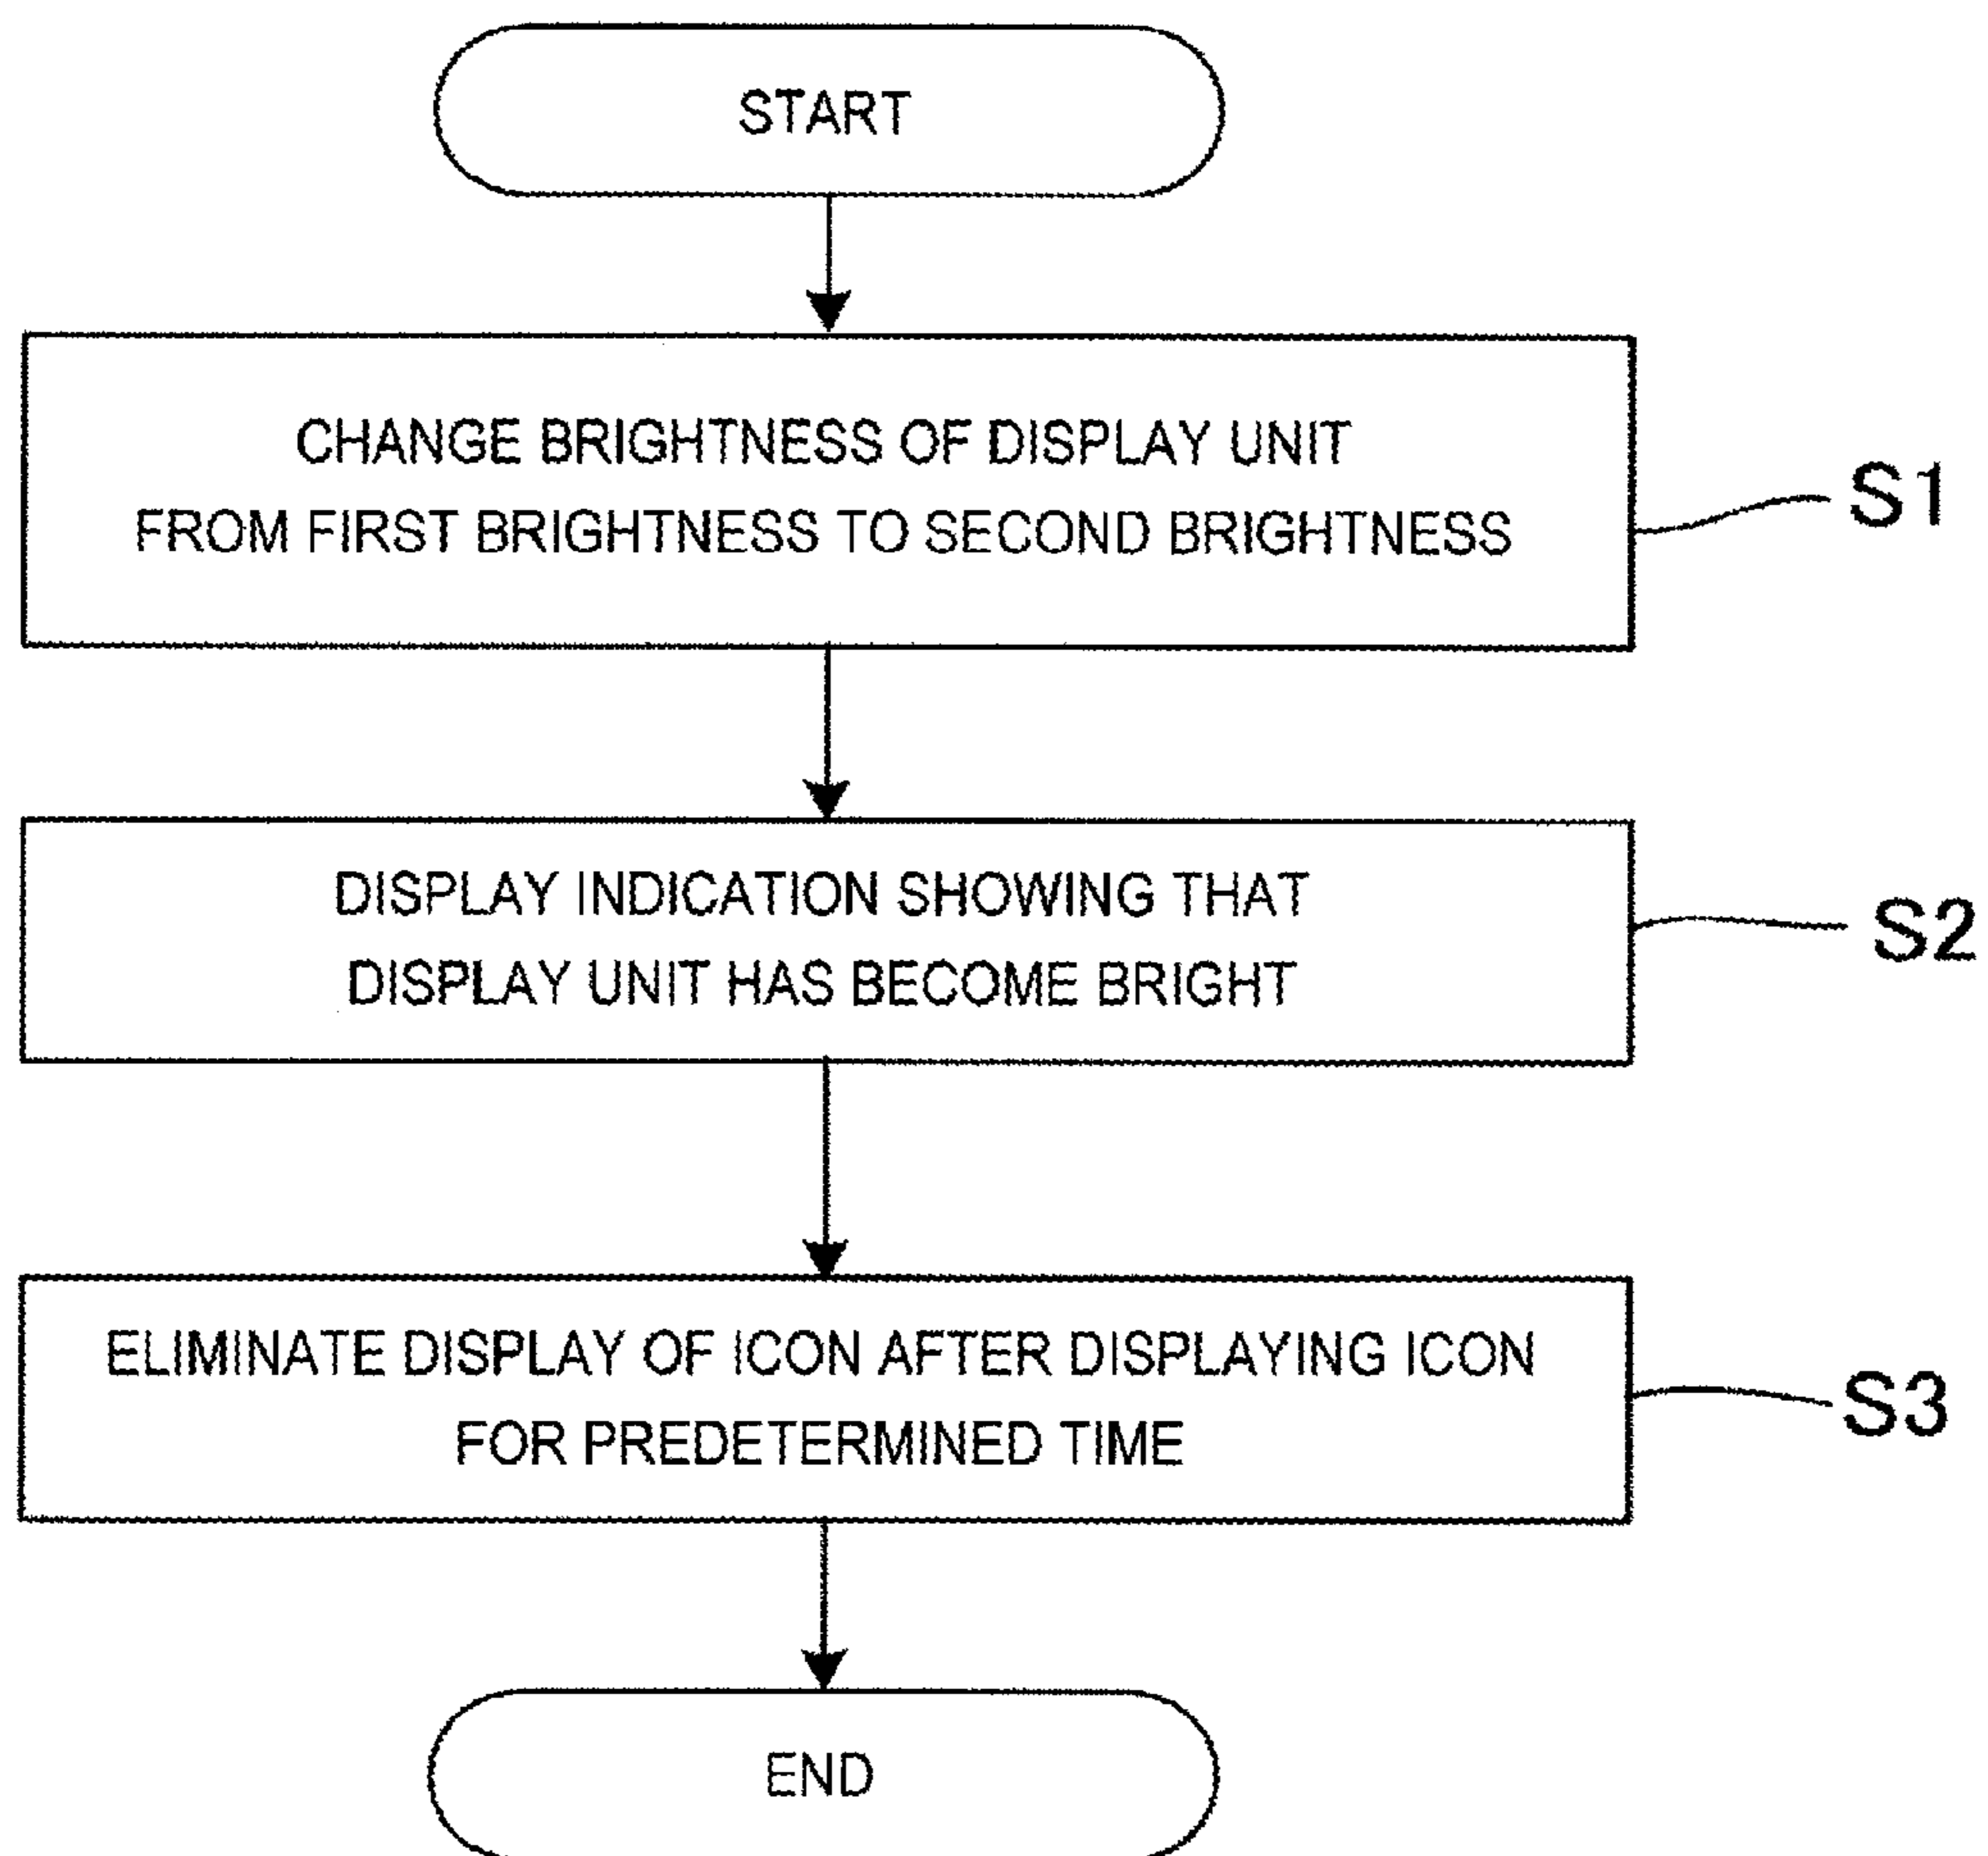 START
CHANGE BRIGHTNESS OF DISPLAY UNIT
FROM FIRST BRIGHTNESS TO SECOND BRIGHTNESS
S1
DISPLAY INDICATION SHOWING THAT
DISPLAY UNIT HAS BECOME BRIGHT
S2
ELIMINATE DISPLAY OF ICON AFTER DISPLAYING ICON
FOR PREDETERMINED TIME
S3
END